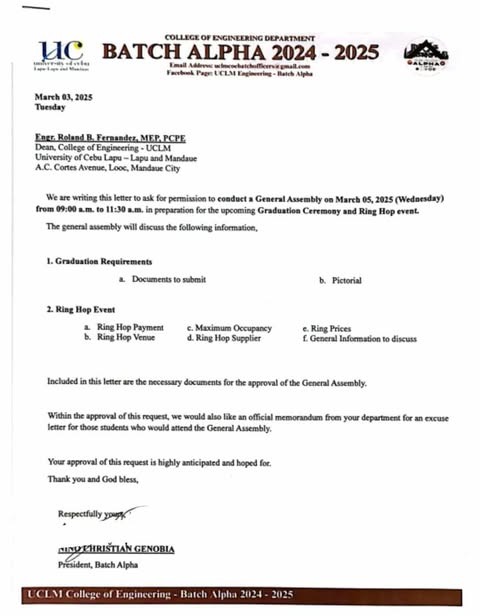 COLLEGE OF ENGINEERING DEPARTMENT
BATCH ALPHA 2024 - 2025
Email Address: uclmcoebatchofficers@gmail.com
Facebook Page: UCLM Engineering - Batch Alpha
UC
University of Cebu
Lapu-Lapu and Mandaue
ALPHA
March 03, 2025
Tuesday
Engr. Roland B. Fernandez, MEP, PCPE
Dean, College of Engineering - UCLM
University of Cebu Lapu – Lapu and Mandaue
A.C. Cortes Avenue, Looc, Mandaue City
We are writing this letter to ask for permission to conduct a General Assembly on March 05, 2025 (Wednesday)
from 09:00 a.m. to 11:30 a.m. in preparation for the upcoming Graduation Ceremony and Ring Hop event.
The general assembly will discuss the following information,
1. Graduation Requirements
a. Documents to submit b. Pictorial
2. Ring Hop Event
a. Ring Hop Payment c. Maximum Occupancy e. Ring Prices
b. Ring Hop Venue d. Ring Hop Supplier f. General Information to discuss
Included in this letter are the necessary documents for the approval of the General Assembly.
Within the approval of this request, we would also like an official memorandum from your department for an excuse
letter for those students who would attend the General Assembly.
Your approval of this request is highly anticipated and hoped for.
Thank you and God bless,
Respectfully yours,
CHRISTIAN GENOBIA
President, Batch Alpha
UCLM College of Engineering - Batch Alpha 2024 - 2025